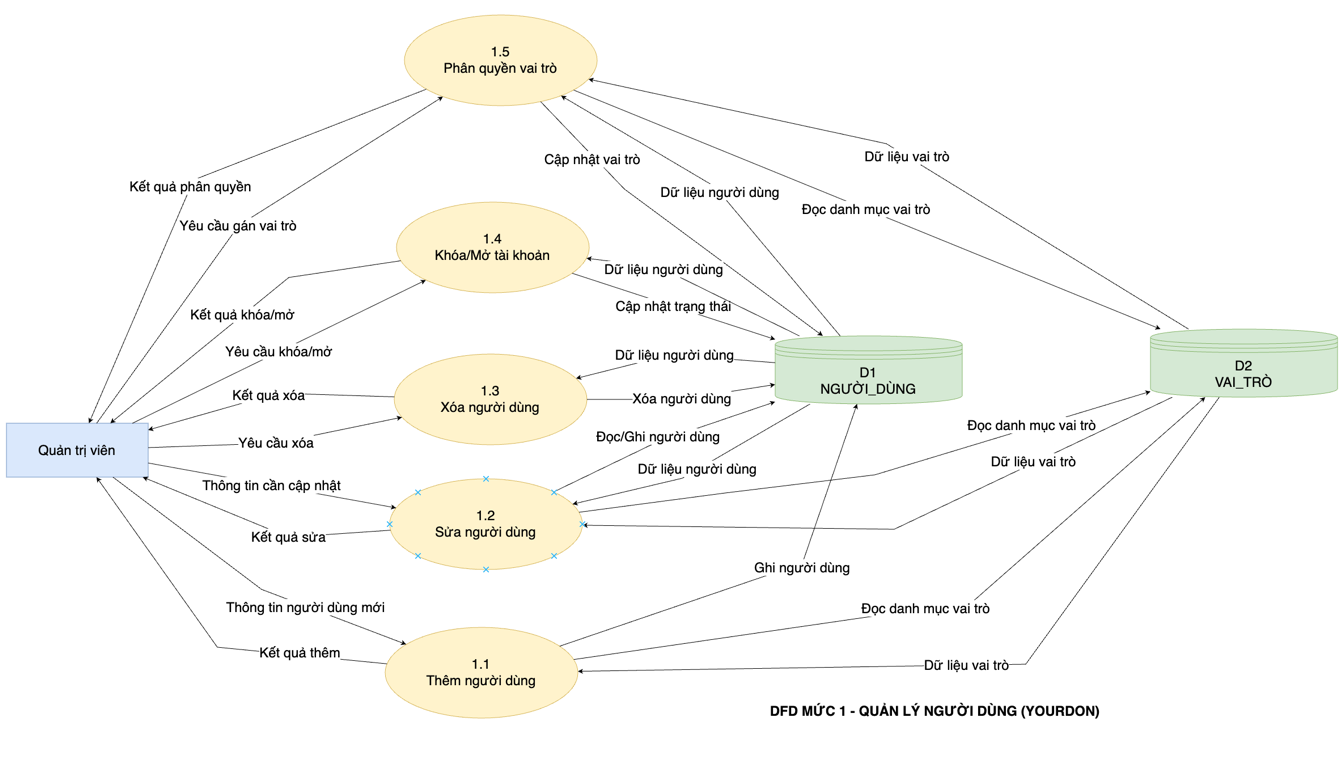 1.5
Phân quyền vai trò
Cập nhật vai trò
Dữ liệu vai trò
Kết quả phân quyền
Dữ liệu người dùng
Đọc danh mục vai trò
Yêu cầu gán vai trò
1.4
Khóa/Mở tài khoản
Dữ liệu người dùng
Cập nhật trạng thái
Kết quả khóa/mở
Yêu cầu khóa/mở
Dữ liệu người dùng
D1
NGƯỜI_DÙNG
D2
VAI_TRÒ
1.3
Xóa người dùng
Kết quả xóa
Xóa người dùng
Yêu cầu xóa
Đọc/Ghi người dùng
Đọc danh mục vai trò
Quản trị viên
Dữ liệu người dùng
Dữ liệu vai trò
Thông tin cần cập nhật
1.2
Sửa người dùng
Kết quả sửa
Ghi người dùng
Thông tin người dùng mới
Đọc danh mục vai trò
Kết quả thêm
1.1
Thêm người dùng
Dữ liệu vai trò
DFD MỨC 1 - QUẢN LÝ NGƯỜI DÙNG (YOURDON)